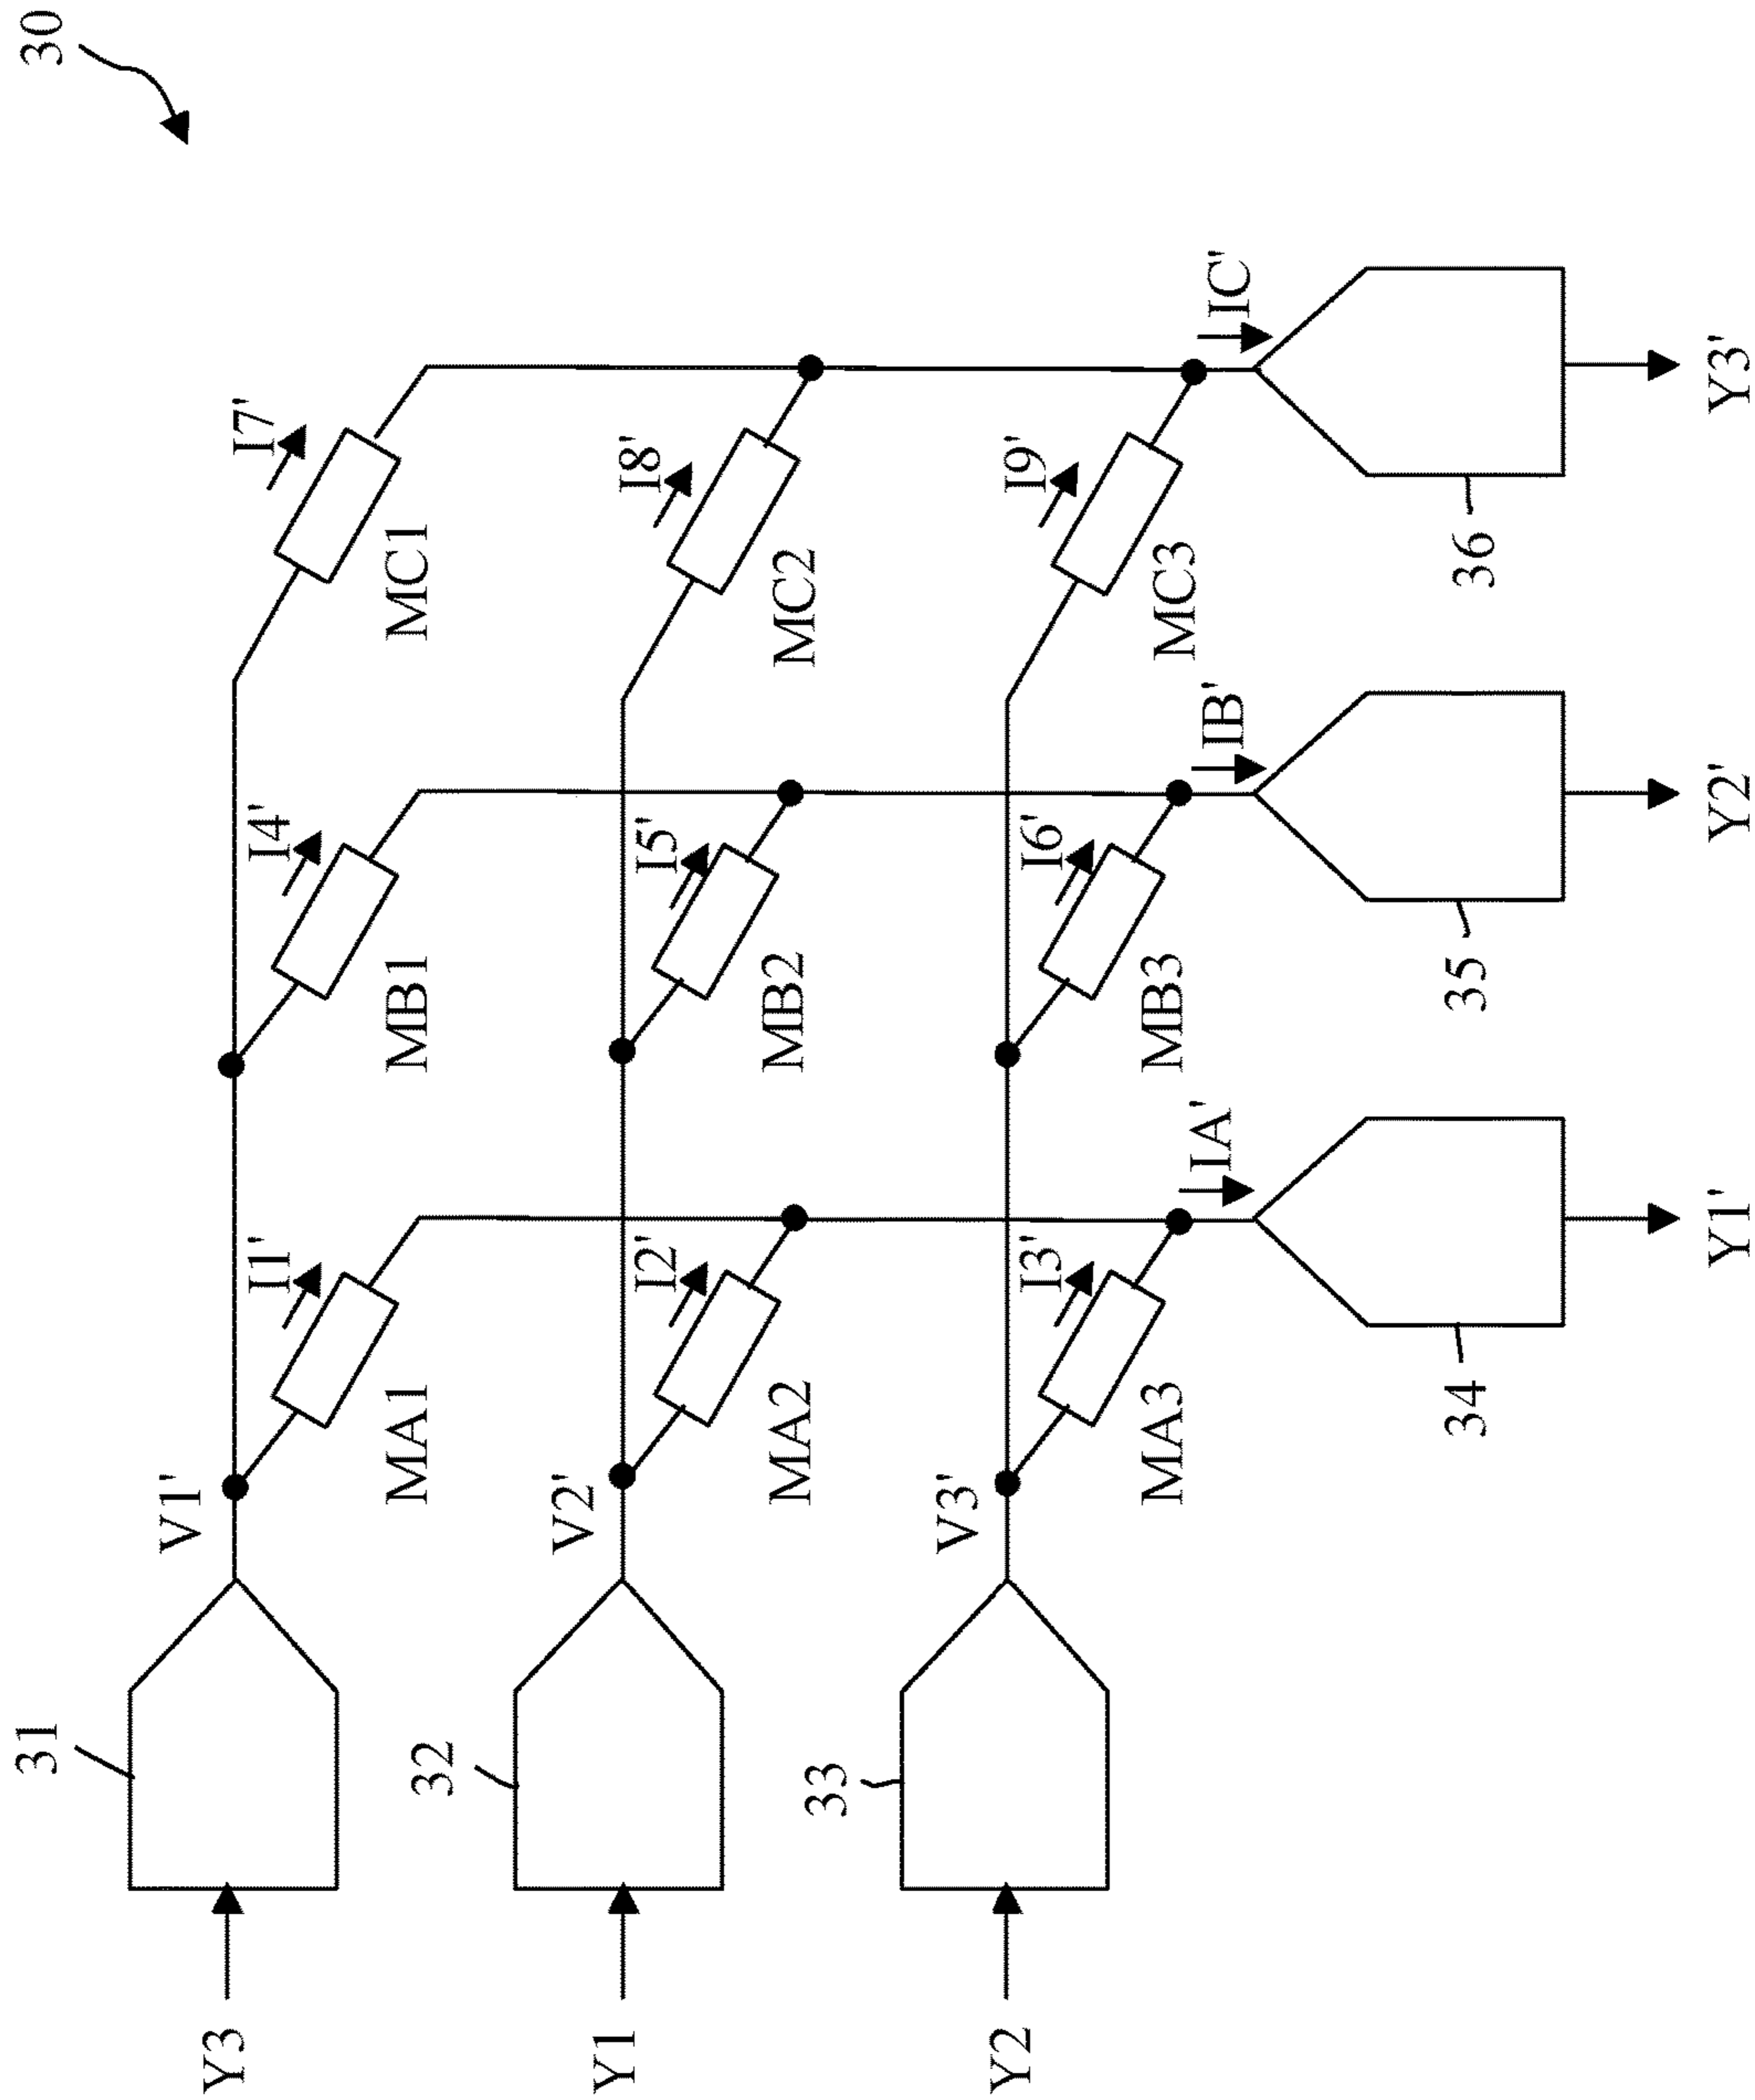 30
I7'
I4'
I1'
V1'
MC1
MB1
MA1
31
Y3
I8'
I5'
I2'
V2'
MC2
MB2
MA2
32
Y1
I9'
I6'
I3'
V3'
MC3
MB3
MA3
33
Y2
IC'
IB'
IA'
36
35
34
Y3'
Y2'
Y1'